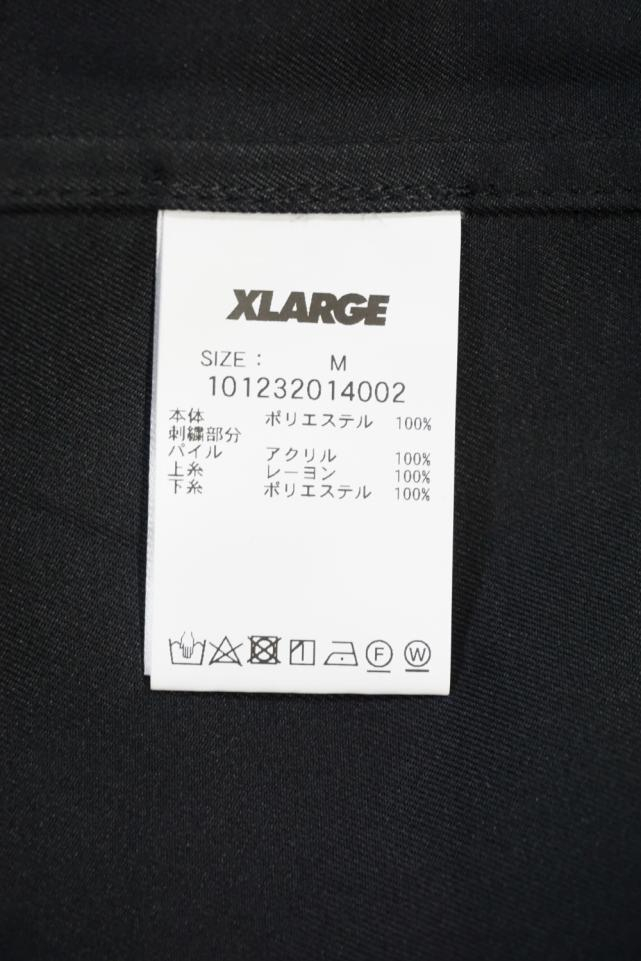 XLARGE
SIZE : M
101232014002
本体 ポリエステル 100%
刺繍部分
パイル アクリル 100%
上糸 レーヨン 100%
下糸 ポリエステル 100%
F W